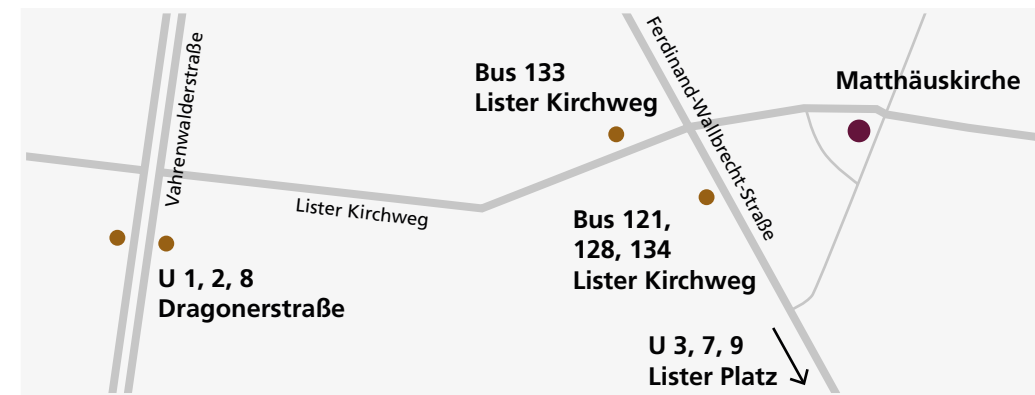 Vahrenwalderstraße
Ferdinand-Wallbrecht-Straße
Bus 133
Lister Kirchweg
Matthäuskirche
Lister Kirchweg
Bus 121,
128, 134
Lister Kirchweg
U 1, 2, 8
Dragonerstraße
U 3, 7, 9
Lister Platz